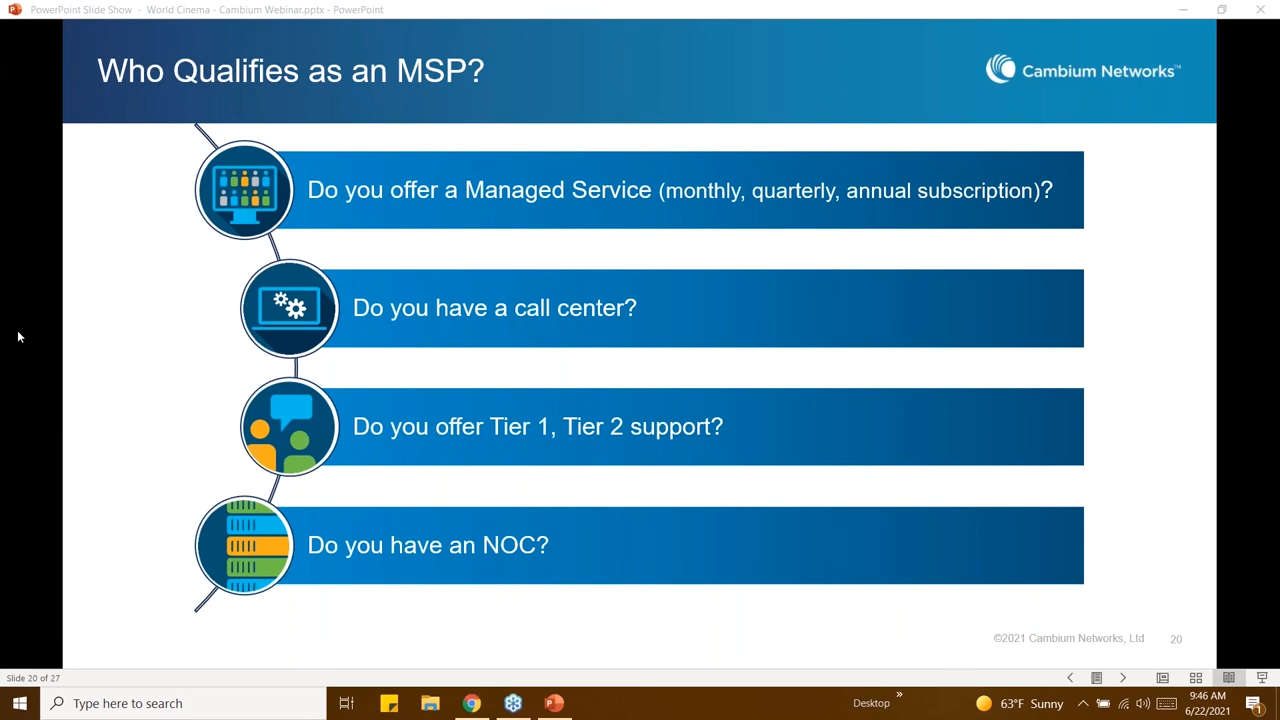 PowerPoint Slide Show - World Cinema - Cambium Webinar.pptx - PowerPoint
Who Qualifies as an MSP?
Cambium Networks™
Do you offer a Managed Service (monthly, quarterly, annual subscription)?
Do you have a call center?
Do you offer Tier 1, Tier 2 support?
Do you have an NOC?
©2021 Cambium Networks, Ltd 20
Slide 20 of 27
Type here to search
Desktop
63°F Sunny
9:46 AM
6/22/2021
1